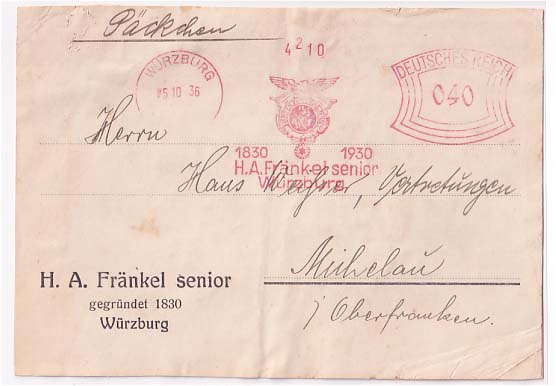 Päckchen
4210
WÜRZBURG
25.10 36
DEUTSCHES REICH
040
1830 1930
H.A. Fränkel senior
Würzburg
Herrn
Hans Vertretungen
Michelau
i/ Oberfranken.
H. A. Fränkel senior
gegründet 1830
Würzburg